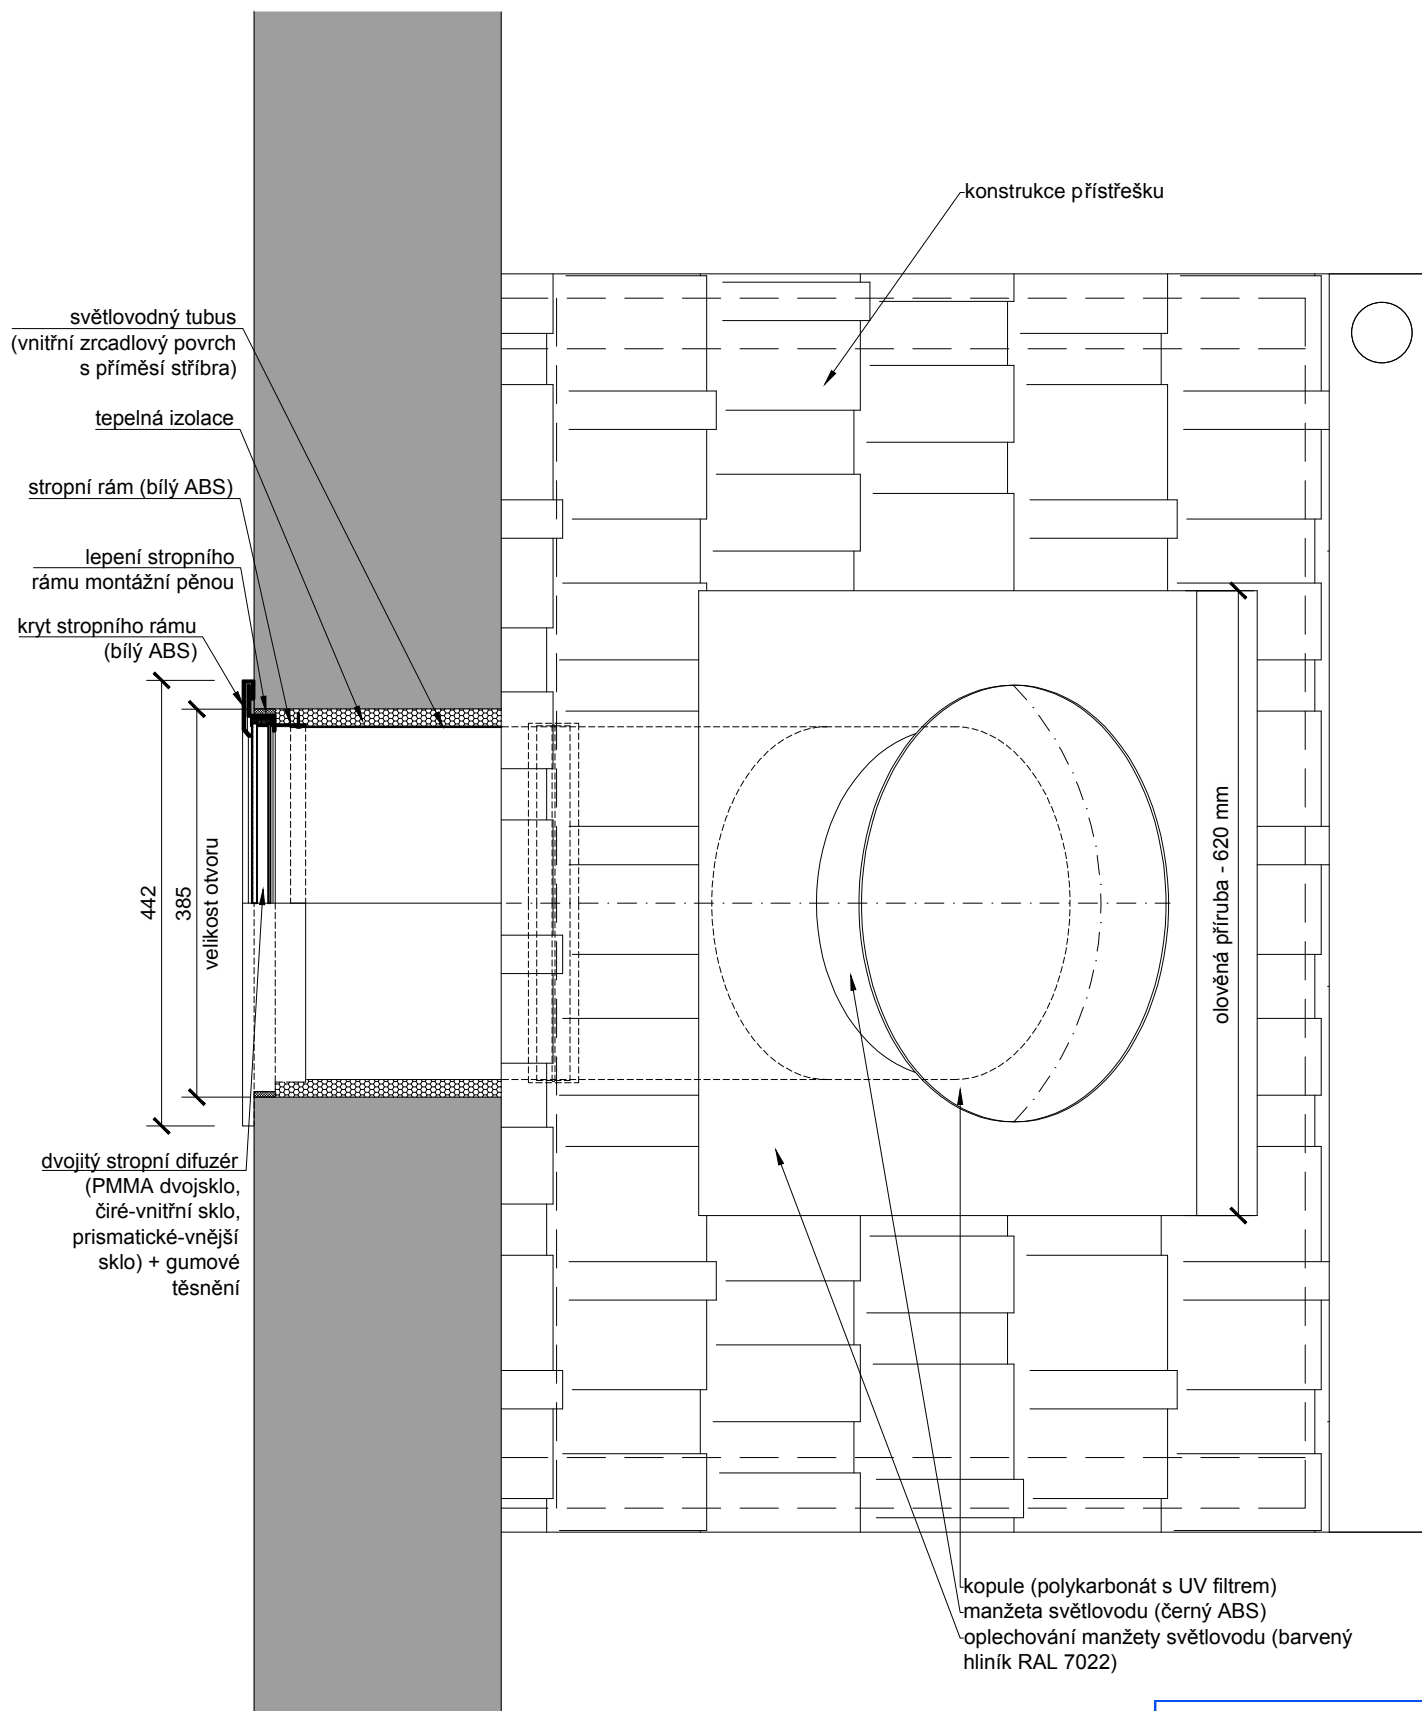 konstrukce přístřešku
světlovodný tubus
(vnitřní zrcadlový povrch
s příměsí stříbra)
tepelná izolace
stropní rám (bílý ABS)
lepení stropního
rámu montážní pěnou
kryt stropního rámu
(bílý ABS)
442
385
velikost otvoru
olověná příruba - 620 mm
dvojitý stropní difuzér
(PMMA dvojsklo,
čiré-vnitřní sklo,
prismatické-vnější
sklo) + gumové
těsnění
kopule (polykarbonát s UV filtrem)
manžeta světlovodu (černý ABS)
oplechování manžety světlovodu (barvený
hliník RAL 7022)